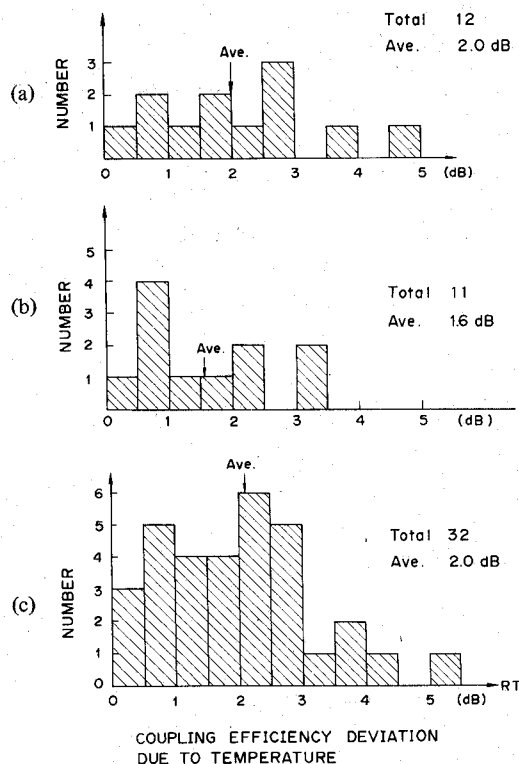 Total 12
Ave. 2.0 dB
(a)
NUMBER
3
2
1
Ave.
0 1 2 3 4 5 (dB)
(b)
NUMBER
5
4
3
2
1
Ave.
Total 11
Ave. 1.6 dB
0 1 2 3 4 5 (dB)
(c)
NUMBER
6
5
4
3
2
1
0
Ave.
Total 32
Ave. 2.0 dB
RT
0 1 2 3 4 5 (dB)
COUPLING EFFICIENCY DEVIATION
DUE TO TEMPERATURE